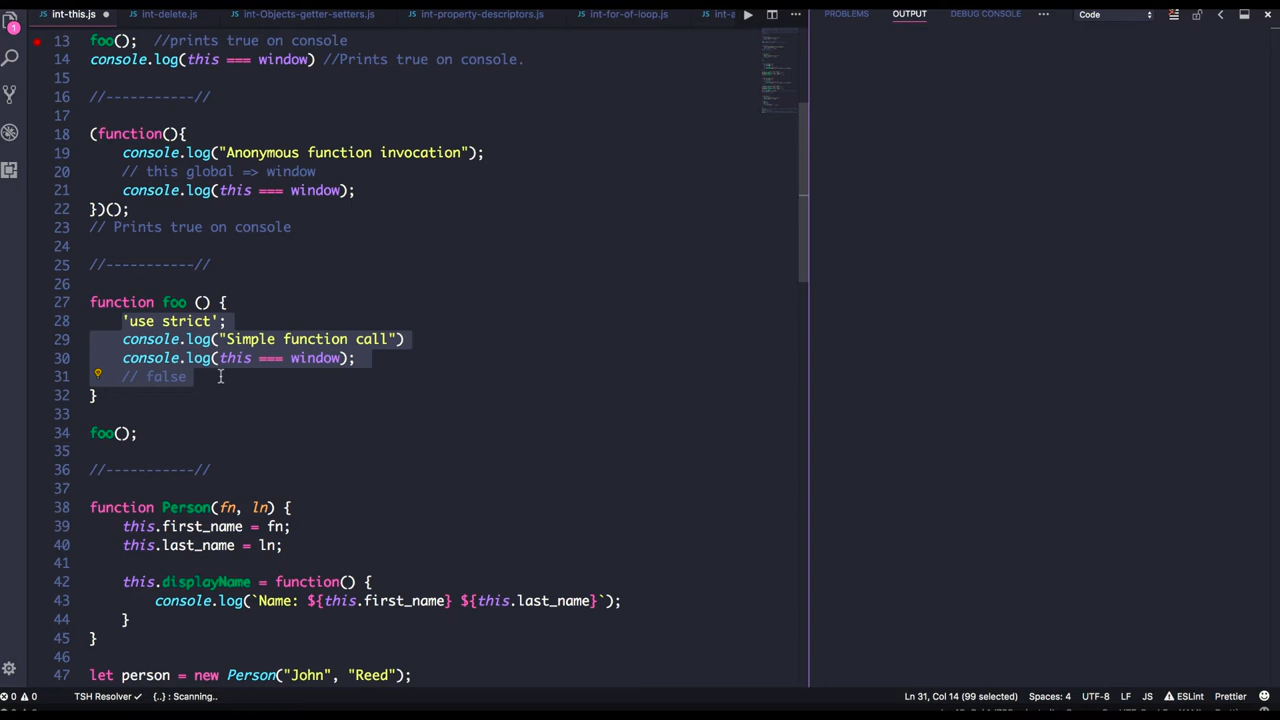 int-this.js int-delete.js int-Objects-getter-setters.js int-property-descriptors.js int-for-of-loop.js int-a PROBLEMS OUTPUT DEBUG CONSOLE Code
1
13 foo(); //prints true on console
14 console.log(this === window) //Prints true on console.
15
16 //-----------//
17
18 (function(){
19 console.log("Anonymous function invocation");
20 // this global => window
21 console.log(this === window);
22 })();
23 // Prints true on console
24
25 //-----------//
26
27 function foo () {
28 'use strict';
29 console.log("Simple function call")
30 console.log(this === window);
31 // false
32 }
33
34 foo();
35
36 //-----------//
37
38 function Person(fn, ln) {
39 this.first_name = fn;
40 this.last_name = ln;
41
42 this.displayName = function() {
43 console.log(`Name: ${this.first_name} ${this.last_name}`);
44 }
45 }
46
47 let person = new Person("John", "Reed");
0 0 TSH Resolver ✓ {..} : Scanning.. Ln 31, Col 14 (99 selected) Spaces: 4 UTF-8 LF JS ESLint Prettier